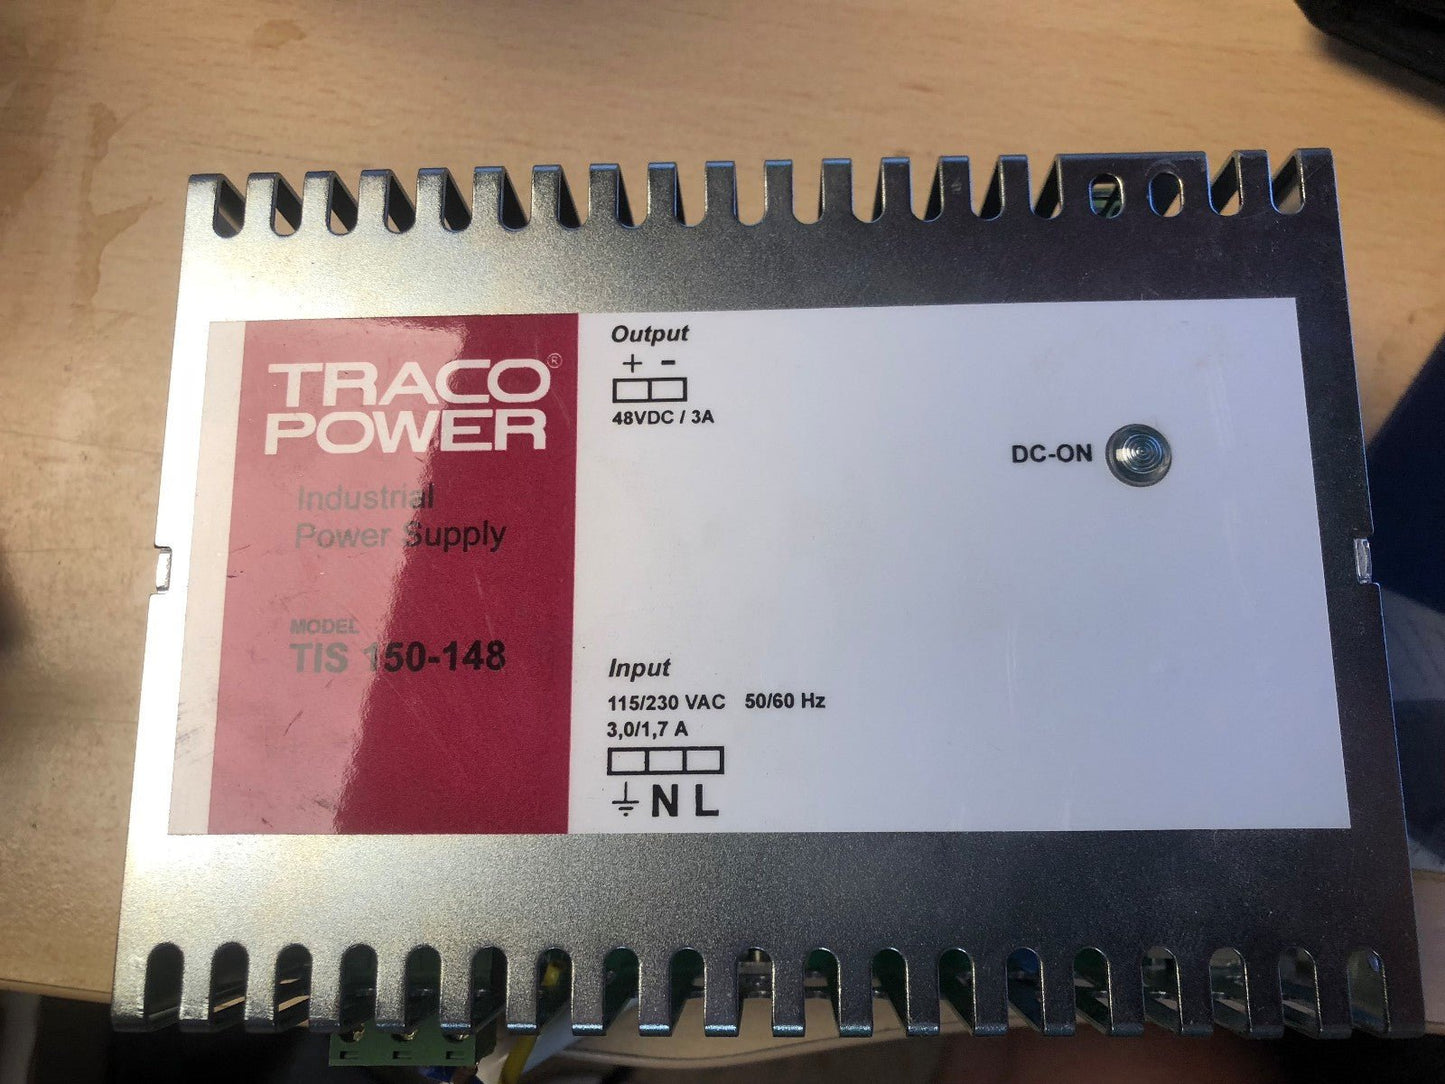 TRACO®
POWER
Industrial
Power Supply
MODEL
TIS 150-148
Output
+ -
48VDC / 3A
DC-ON
Input
115/230 VAC 50/60 Hz
3,0/1,7 A
⏚ N L